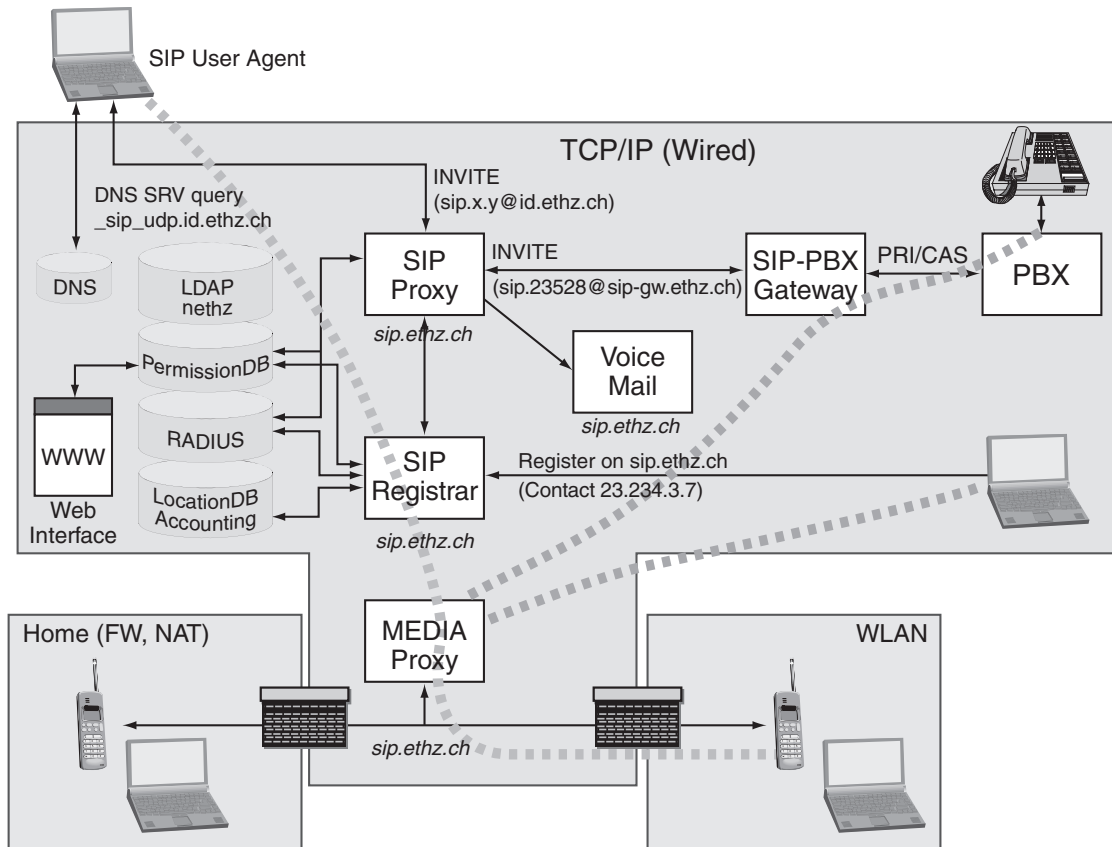 SIP User Agent
TCP/IP (Wired)
DNS SRV query
_sip_udp.id.ethz.ch
INVITE
(sip.x.y@id.ethz.ch)
DNS
LDAP
nethz
SIP
Proxy
sip.ethz.ch
INVITE
(sip.23528@sip-gw.ethz.ch)
SIP-PBX
Gateway
PRI/CAS
PBX
PermissionDB
Voice
Mail
sip.ethz.ch
WWW
Web
Interface
RADIUS
LocationDB
Accounting
SIP
Registrar
sip.ethz.ch
Register on sip.ethz.ch
(Contact 23.234.3.7)
Home (FW, NAT)
MEDIA
Proxy
sip.ethz.ch
WLAN